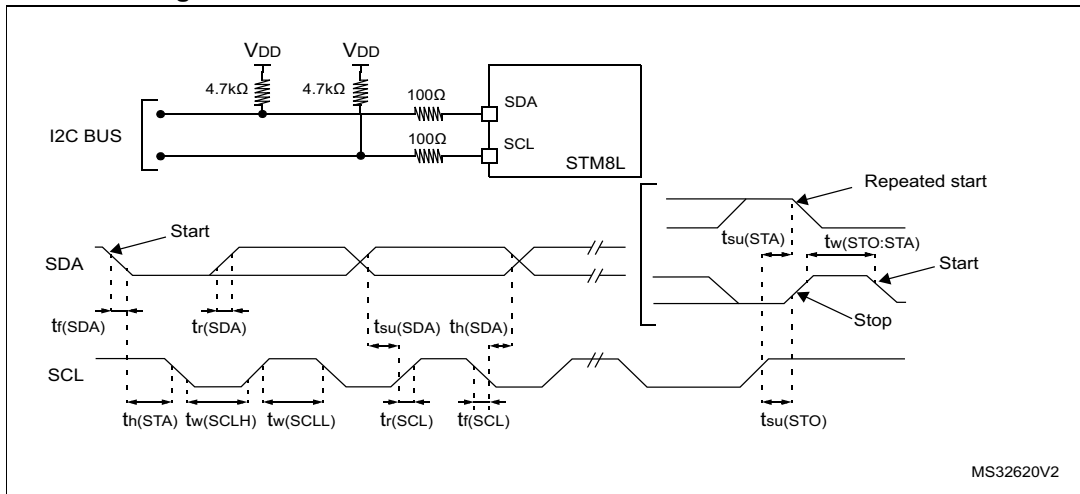 VDD VDD
4.7kΩ 4.7kΩ 100Ω
SDA
I2C BUS
100Ω
SCL
STM8L
Repeated start
Start
tsu(STA) tw(STO:STA)
SDA
Start
Stop
tf(SDA) tr(SDA) tsu(SDA) th(SDA)
SCL
th(STA) tw(SCLH) tw(SCLL) tr(SCL) tf(SCL) tsu(STO)
MS32620V2